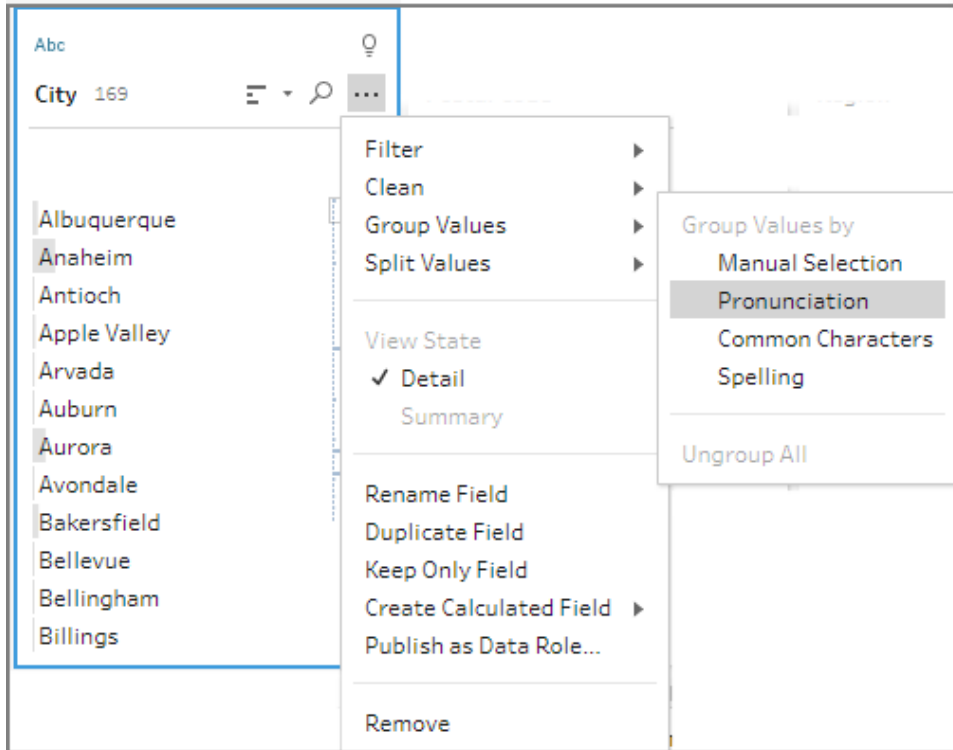 Abc
City 169
Albuquerque
Anaheim
Antioch
Apple Valley
Arvada
Auburn
Aurora
Avondale
Bakersfield
Bellevue
Bellingham
Billings
Filter
Clean
Group Values
Split Values
View State
✓ Detail
Summary
Rename Field
Duplicate Field
Keep Only Field
Create Calculated Field
Publish as Data Role...
Remove
Group Values by
Manual Selection
Pronunciation
Common Characters
Spelling
Ungroup All